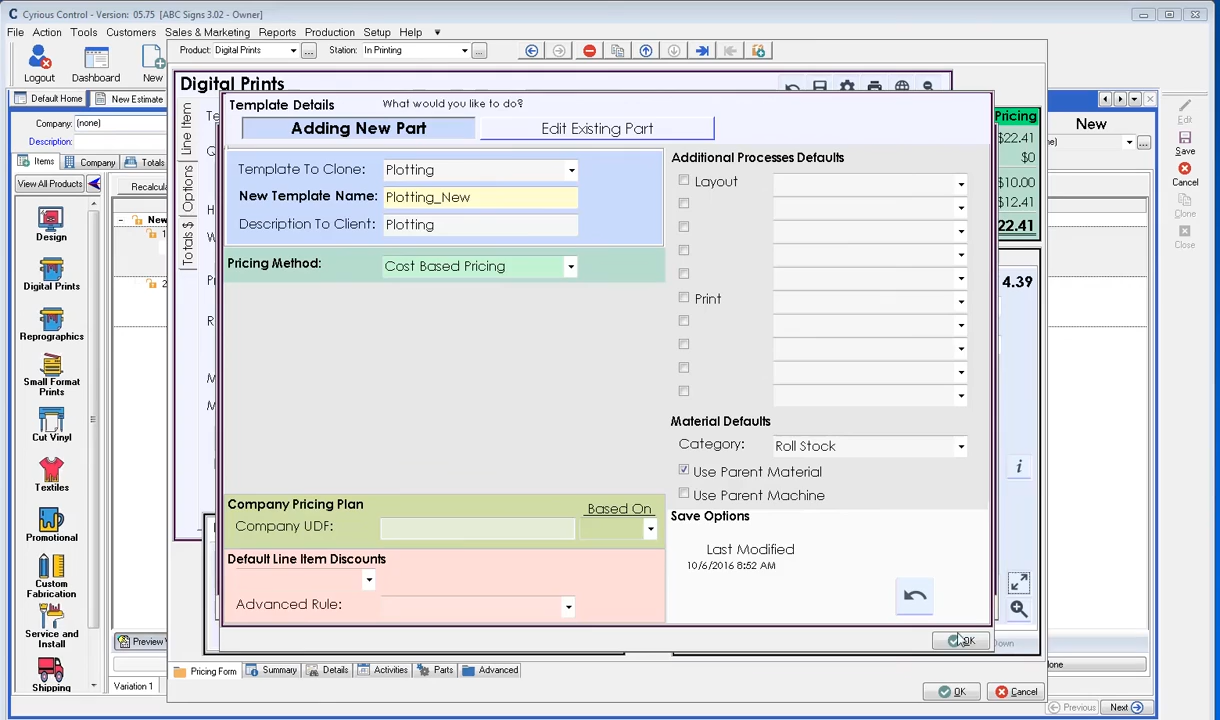 Cyrious Control - Version: 05.75 [ABC Signs 3.02 - Owner]
File Action Tools Customers Sales & Marketing Reports Production Setup Help
Product: Digital Prints ... Station: In Printing ...
Logout Dashboard New
Digital Prints
Default Home New Estimate
Template Details What would you like to do?
Pricing
Company: (none)
Adding New Part Edit Existing Part
New
Edit
Description:
$22.41
Line Item
Additional Processes Defaults
$0
Save
Items Company Totals
Template To Clone: Plotting
Layout
$10.00
View All Products Recalcula
New Template Name: Plotting_New
$12.41
Cancel
Options
Description To Client: Plotting
22.41
Clone
Design
Totals $
Close
Pricing Method: Cost Based Pricing
4.39
Digital Prints
Print
Reprographics
Small Format
Prints
Cut Vinyl
Material Defaults
Category: Roll Stock
Use Parent Material
Textiles
Use Parent Machine
Company Pricing Plan Based On
Save Options
Company UDF:
Promotional
Last Modified
Default Line Item Discounts
10/6/2016 8:52 AM
Custom
Fabrication
Advanced Rule:
Service and
Install
OK
Preview
Pricing Form Summary Details Activities Parts Advanced
Shipping
Variation 1
OK Cancel
Previous Next